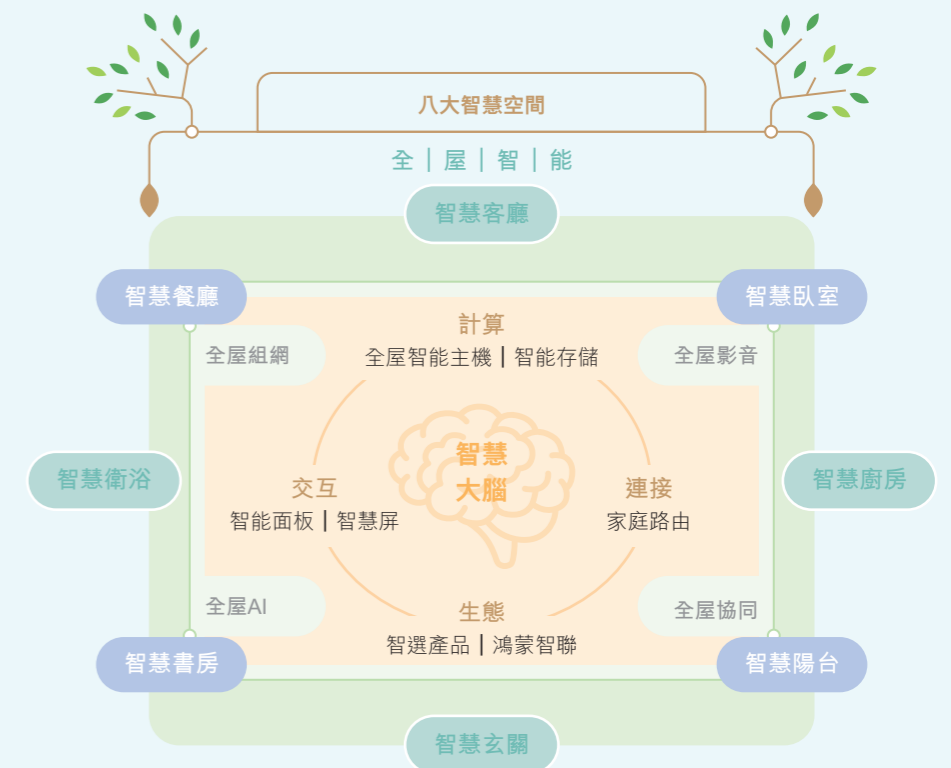 八大智慧空間
全｜屋｜智｜能
智慧客廳
智慧餐廳
智慧臥室
計算
全屋智能主機┃智能存儲
全屋組網
全屋影音
智慧
大腦
智慧衛浴
智慧廚房
交互
智能面板┃智慧屏
連接
家庭路由
全屋AI
全屋協同
生態
智選產品┃鴻蒙智聯
智慧書房
智慧陽台
智慧玄關